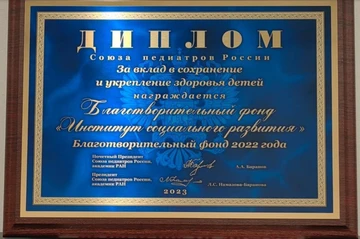 ДИПЛОМ
Союза педиатров России
За вклад в сохранение
и укрепление здоровья детей
награждается
Благотворительный фонд
«Институт социального развития»
Благотворительный фонд 2022 года
Почетный Президент
Союза педиатров России,
академик РАН
А.А. Баранов
Президент
Союза педиатров России,
академик РАН
Л.С. Намазова-Баранова
2023